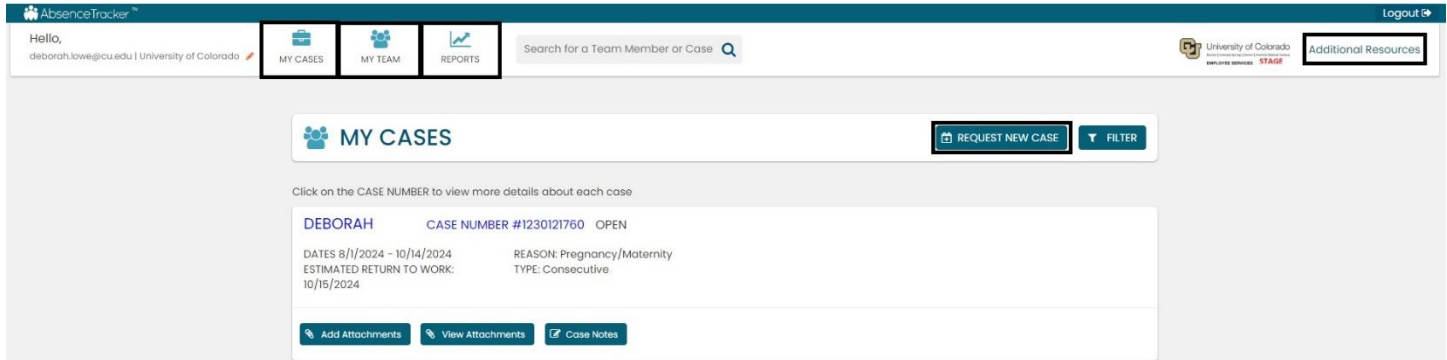 AbsenceTracker™
Logout
Hello,
deborah.lowe@cu.edu | University of Colorado
MY CASES
MY TEAM
REPORTS
Search for a Team Member or Case
University of Colorado
EMPLOYEE SERVICES STAGE
Additional Resources
MY CASES
REQUEST NEW CASE
FILTER
Click on the CASE NUMBER to view more details about each case
DEBORAH CASE NUMBER #1230121760 OPEN
DATES 8/1/2024 - 10/14/2024 REASON: Pregnancy/Maternity
ESTIMATED RETURN TO WORK: TYPE: Consecutive
10/15/2024
Add Attachments View Attachments Case Notes